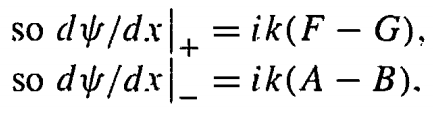 so dψ/dx|₊ = ik(F − G),
so dψ/dx|₋ = ik(A − B).